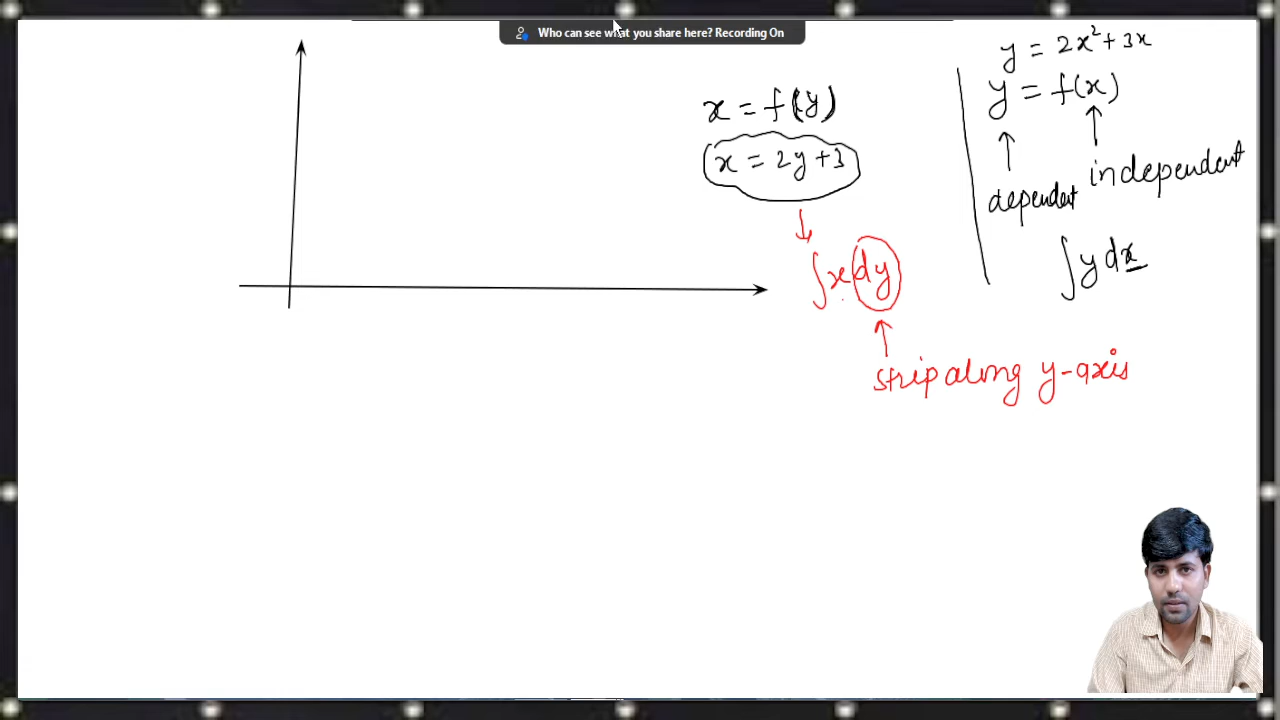 Who can see what you share here? Recording On
x = f(y)
x = 2y + 3
∫x dy
strip along y-axis
y = 2x² + 3x
y = f(x)
dependent
independent
∫y dx